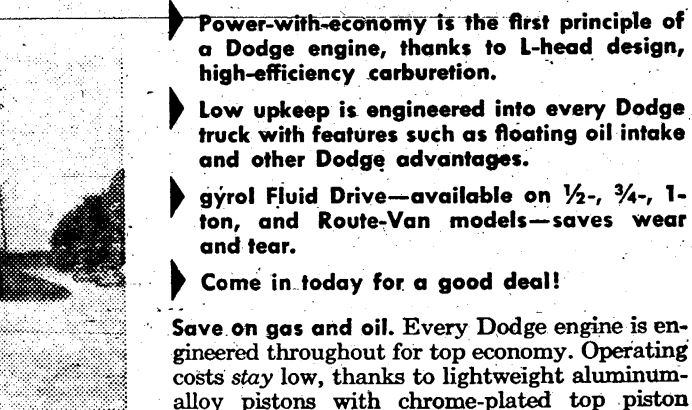 Power-with-economy is the first principle of
a Dodge engine, thanks to L-head design,
high-efficiency carburetion.
Low upkeep is engineered into every Dodge
truck with features such as floating oil intake
and other Dodge advantages.
gýrol Fluid Drive—available on ½-, ¾-, 1-
ton, and Route-Van models—saves wear
and tear.
Come in today for a good deal!
Save on gas and oil. Every Dodge engine is en-
gineered throughout for top economy. Operating
costs stay low, thanks to lightweight aluminum-
alloy pistons with chrome-plated top piston